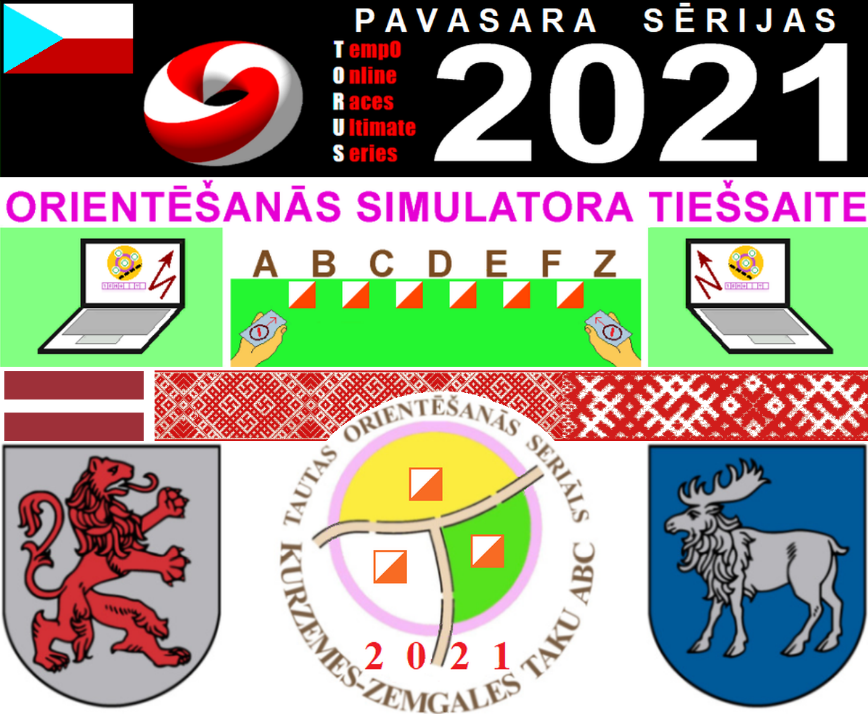 PAVASARA SĒRIJAS
TempO
Online
Races
Ultimate
Series
2021
ORIENTĒŠANĀS SIMULATORA TIEŠSAITE
A B C D E F Z
TAUTAS ORIENTĒŠANĀS SERIĀLS
KURZEMES-ZEMGALES TAKU ABC
2 0 2 1